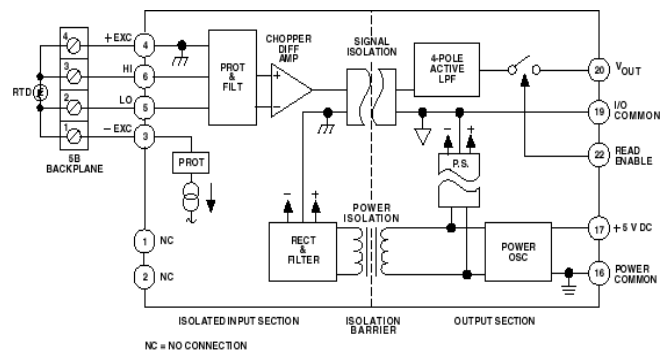 RTD
4
3
2
1
5B
BACKPLANE
+EXC
HI
LO
−EXC
4
6
5
3
1
2
NC
NC
PROT
PROT
&
FILT
CHOPPER
DIFF
AMP
+
−
SIGNAL
ISOLATION
4-POLE
ACTIVE
LPF
− +
P.S.
− +
RECT
&
FILTER
POWER
ISOLATION
POWER
OSC
20
VOUT
19
I/O
COMMON
22
READ
ENABLE
17
+5 V DC
16
POWER
COMMON
ISOLATED INPUT SECTION
ISOLATION
BARRIER
OUTPUT SECTION
NC = NO CONNECTION